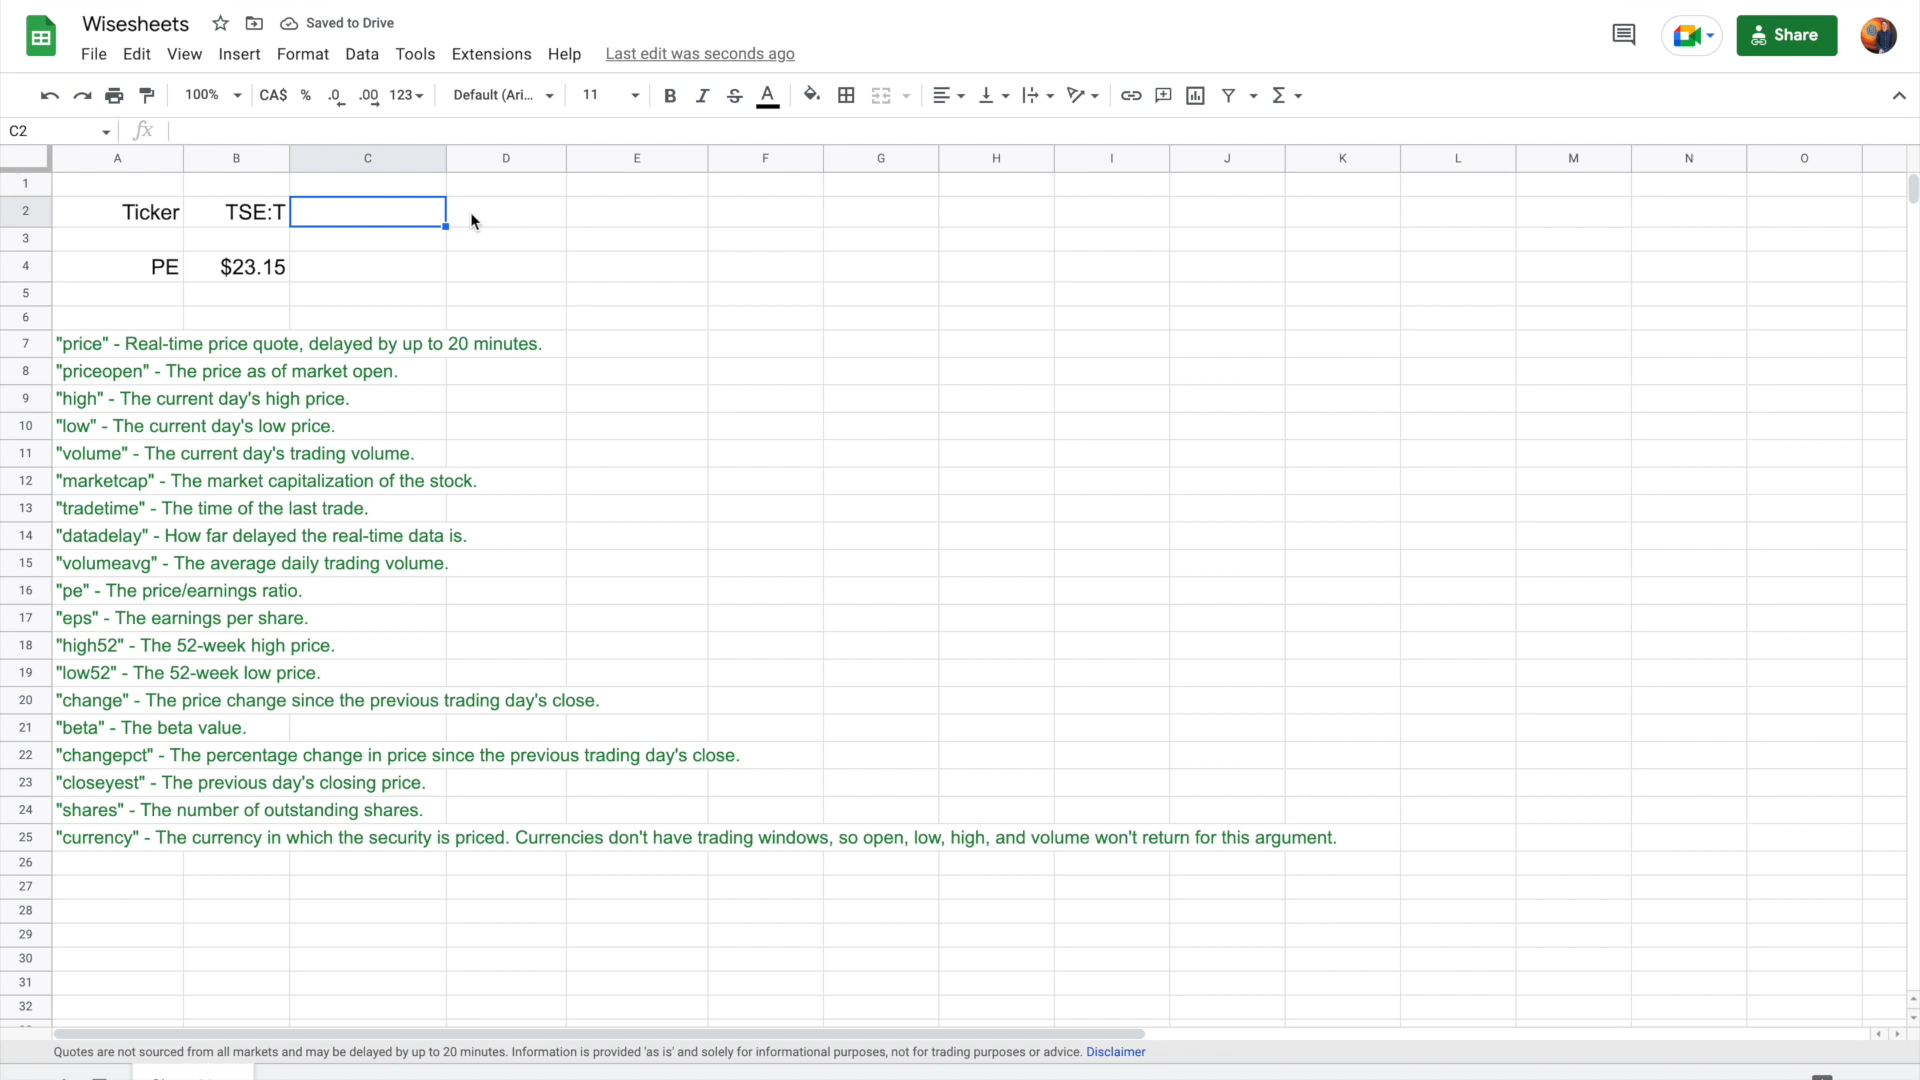 Wisesheets Saved to Drive
File Edit View Insert Format Data Tools Extensions Help Last edit was seconds ago
Share
100% CA$ % .0 .00 123 Default (Ari... 11 B I S A Σ
C2 fx
A B C D E F G H I J K L M N O
1
2 Ticker TSE:T
3
4 PE $23.15
5
6
7 "price" - Real-time price quote, delayed by up to 20 minutes.
8 "priceopen" - The price as of market open.
9 "high" - The current day's high price.
10 "low" - The current day's low price.
11 "volume" - The current day's trading volume.
12 "marketcap" - The market capitalization of the stock.
13 "tradetime" - The time of the last trade.
14 "datadelay" - How far delayed the real-time data is.
15 "volumeavg" - The average daily trading volume.
16 "pe" - The price/earnings ratio.
17 "eps" - The earnings per share.
18 "high52" - The 52-week high price.
19 "low52" - The 52-week low price.
20 "change" - The price change since the previous trading day's close.
21 "beta" - The beta value.
22 "changepct" - The percentage change in price since the previous trading day's close.
23 "closeyest" - The previous day's closing price.
24 "shares" - The number of outstanding shares.
25 "currency" - The currency in which the security is priced. Currencies don't have trading windows, so open, low, high, and volume won't return for this argument.
26
27
28
29
30
31
32
Quotes are not sourced from all markets and may be delayed by up to 20 minutes. Information is provided 'as is' and solely for informational purposes, not for trading purposes or advice. Disclaimer